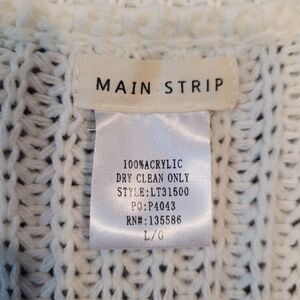 MAIN STRIP
100%ACRYLIC
DRY CLEAN ONLY
STYLE:LT31500
PO:P4043
RN#:135586
L/G